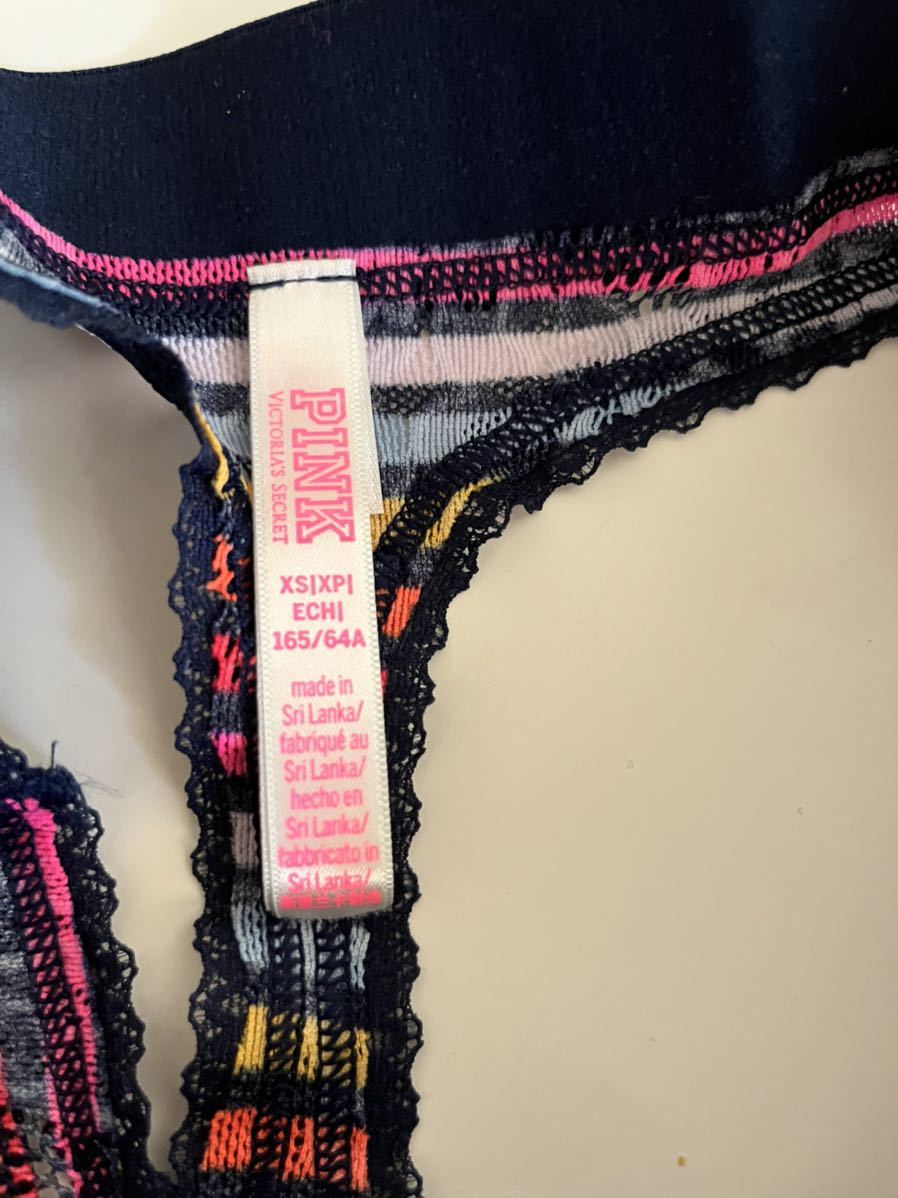 PINK
VICTORIA'S SECRET
XS|XP|
ECH|
165/64A
made in
Sri Lanka/
fabriqué au
Sri Lanka/
hecho en
Sri Lanka/
fabbricato in
Sri Lanka/